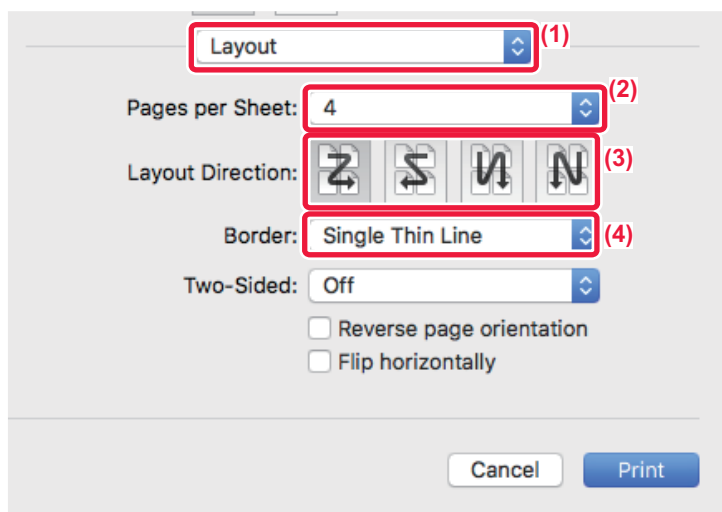 Layout (1)
Pages per Sheet: 4 (2)
Layout Direction: (3)
Border: Single Thin Line (4)
Two-Sided: Off
Reverse page orientation
Flip horizontally
Cancel Print